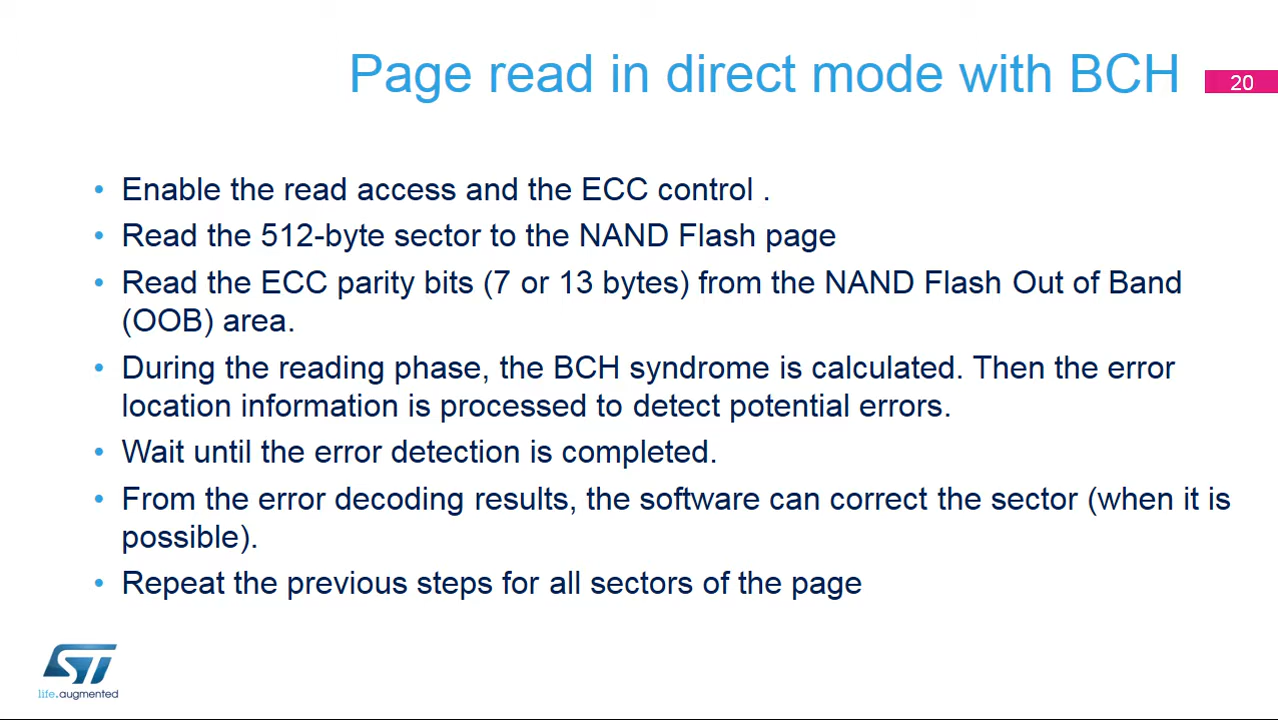 Page read in direct mode with BCH
20
• Enable the read access and the ECC control .
• Read the 512-byte sector to the NAND Flash page
• Read the ECC parity bits (7 or 13 bytes) from the NAND Flash Out of Band
(OOB) area.
• During the reading phase, the BCH syndrome is calculated. Then the error
location information is processed to detect potential errors.
• Wait until the error detection is completed.
• From the error decoding results, the software can correct the sector (when it is
possible).
• Repeat the previous steps for all sectors of the page
ST
life.augmented